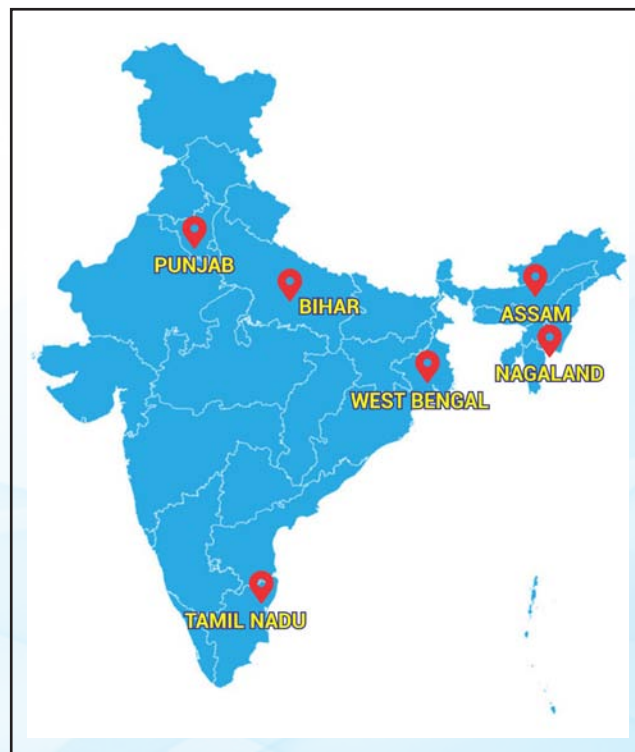 PUNJAB
BIHAR
ASSAM
NAGALAND
WEST BENGAL
TAMIL NADU